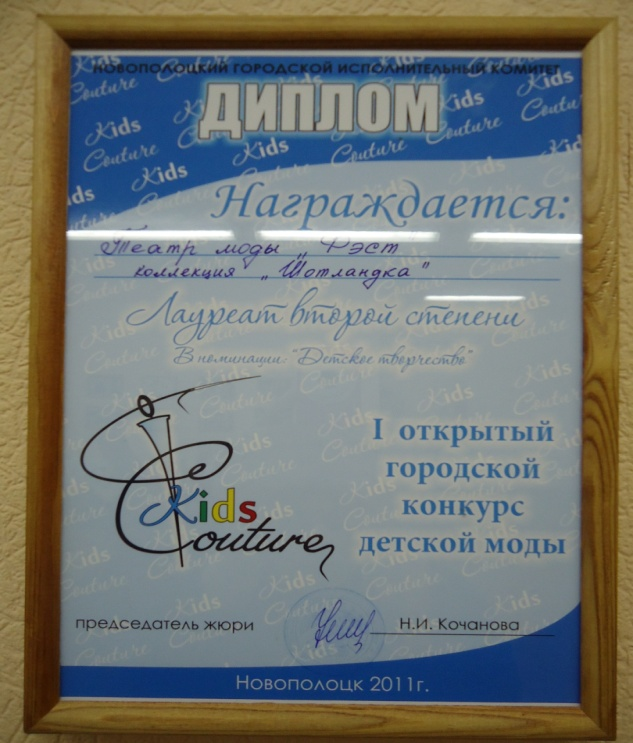 НОВОПОЛОЦКИЙ ГОРОДСКОЙ ИСПОЛНИТЕЛЬНЫЙ КОМИТЕТ
ДИПЛОМ
Награждается:
Театр моды „Фэст"
коллекция „Шотландка"
Лауреат второй степени
В номинации: "Детское творчество"
Kids
Couture
I открытый
городской
конкурс
детской моды
председатель жюри
Н.И. Кочанова
Новополоцк 2011г.